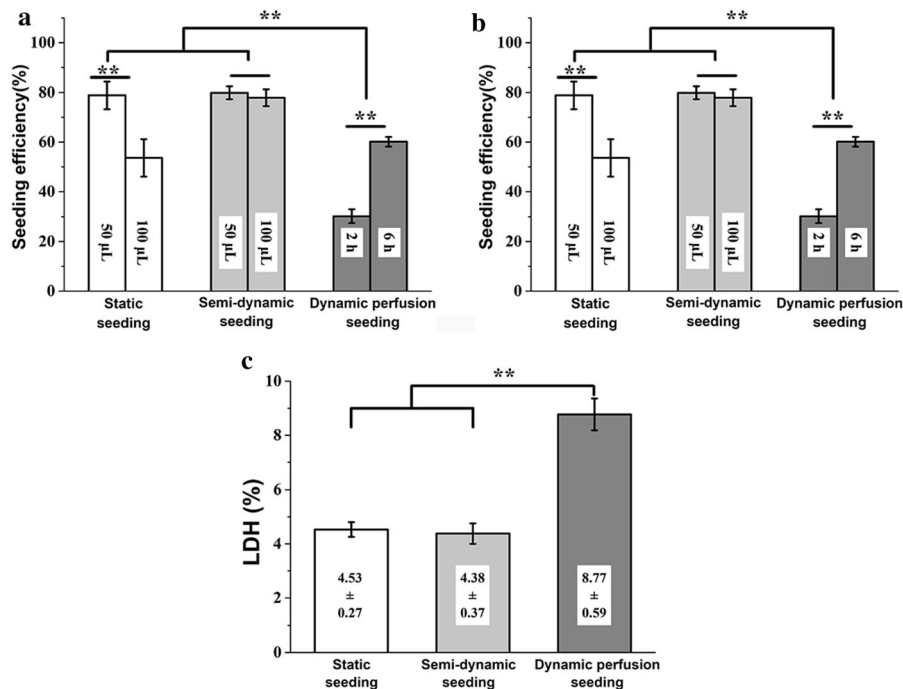 a
**
100
80
60
40
20
0
Seeding efficiency(%)
**
**
50 µL
100 µL
50 µL
100 µL
2 h
6 h
Static
seeding
Semi-dynamic
seeding
Dynamic perfusion
seeding
b
**
100
80
60
40
20
0
Seeding efficiency(%)
**
**
50 µL
100 µL
50 µL
100 µL
2 h
6 h
Static
seeding
Semi-dynamic
seeding
Dynamic perfusion
seeding
c
**
10
8
6
4
2
0
LDH (%)
4.53
±
0.27
4.38
±
0.37
8.77
±
0.59
Static
seeding
Semi-dynamic
seeding
Dynamic perfusion
seeding